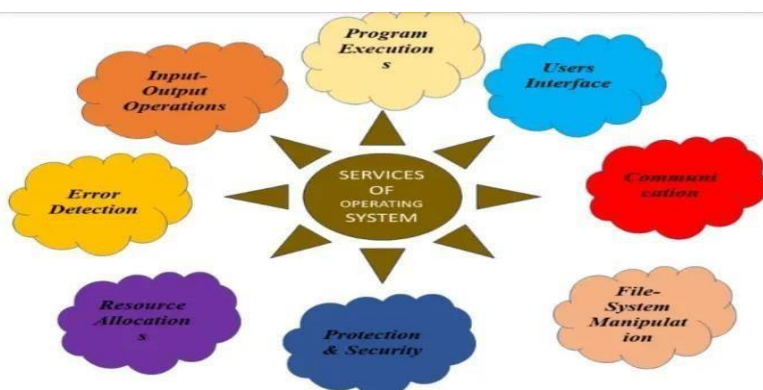 Program
Execution
s
Input-
Output
Operations
Users
Interface
Error
Detection
SERVICES
OF
OPERATING
SYSTEM
Communi
cation
Resource
Allocation
s
Protection
& Security
File-
System
Manipulat
ion